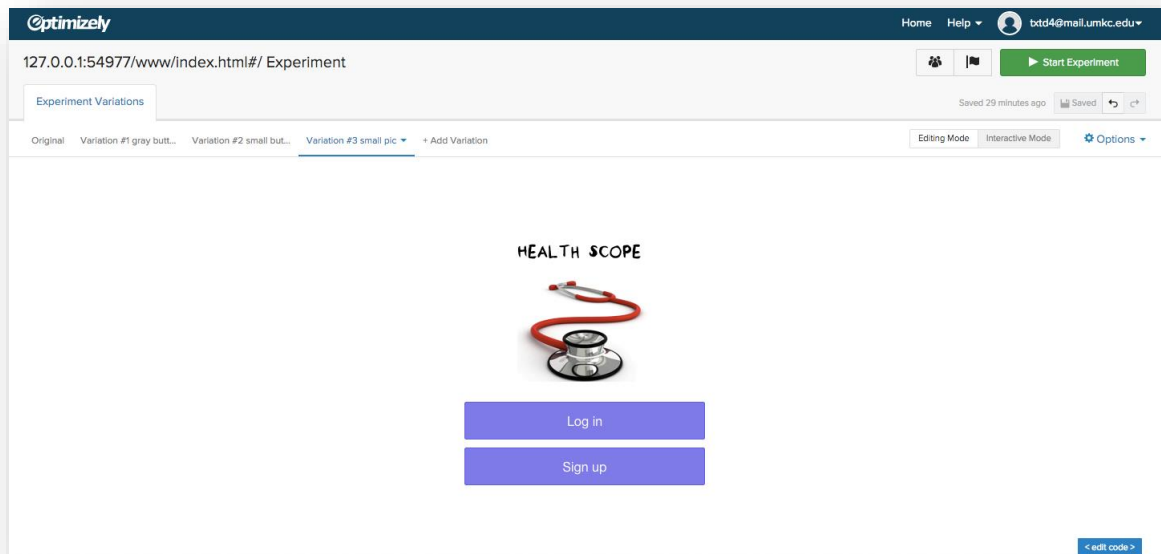 Optimizely
Home Help txtd4@mail.umkc.edu
127.0.0.1:54977/www/index.html#/ Experiment
Start Experiment
Experiment Variations
Saved 29 minutes ago Saved
Original Variation #1 gray butt... Variation #2 small but... Variation #3 small pic + Add Variation
Editing Mode Interactive Mode Options
HEALTH SCOPE
Log in
Sign up
< edit code >